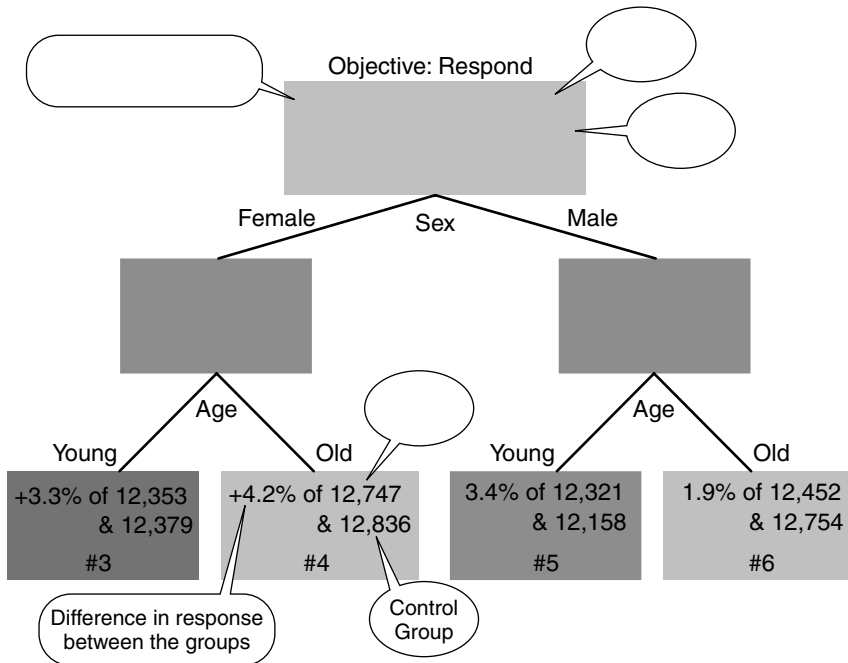 Objective: Respond
Female
Sex
Male
Age
Age
Young
Old
Young
Old
+3.3% of 12,353
& 12,379
#3
+4.2% of 12,747
& 12,836
#4
3.4% of 12,321
& 12,158
#5
1.9% of 12,452
& 12,754
#6
Difference in response
between the groups
Control
Group